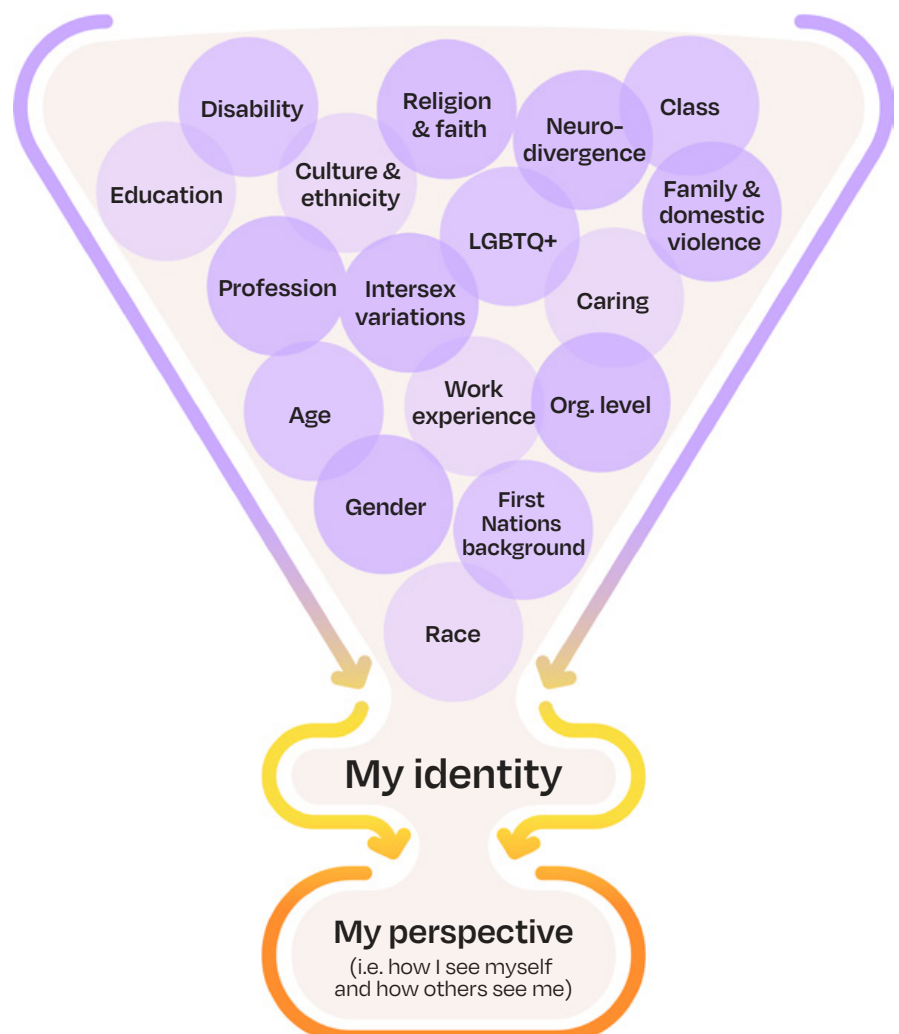 Disability
Religion
& faith
Neuro-
divergence
Class
Education
Culture &
ethnicity
LGBTQ+
Family &
domestic
violence
Profession
Intersex
variations
Caring
Age
Work
experience
Org. level
Gender
First
Nations
background
Race
My identity
My perspective
(i.e. how I see myself
and how others see me)